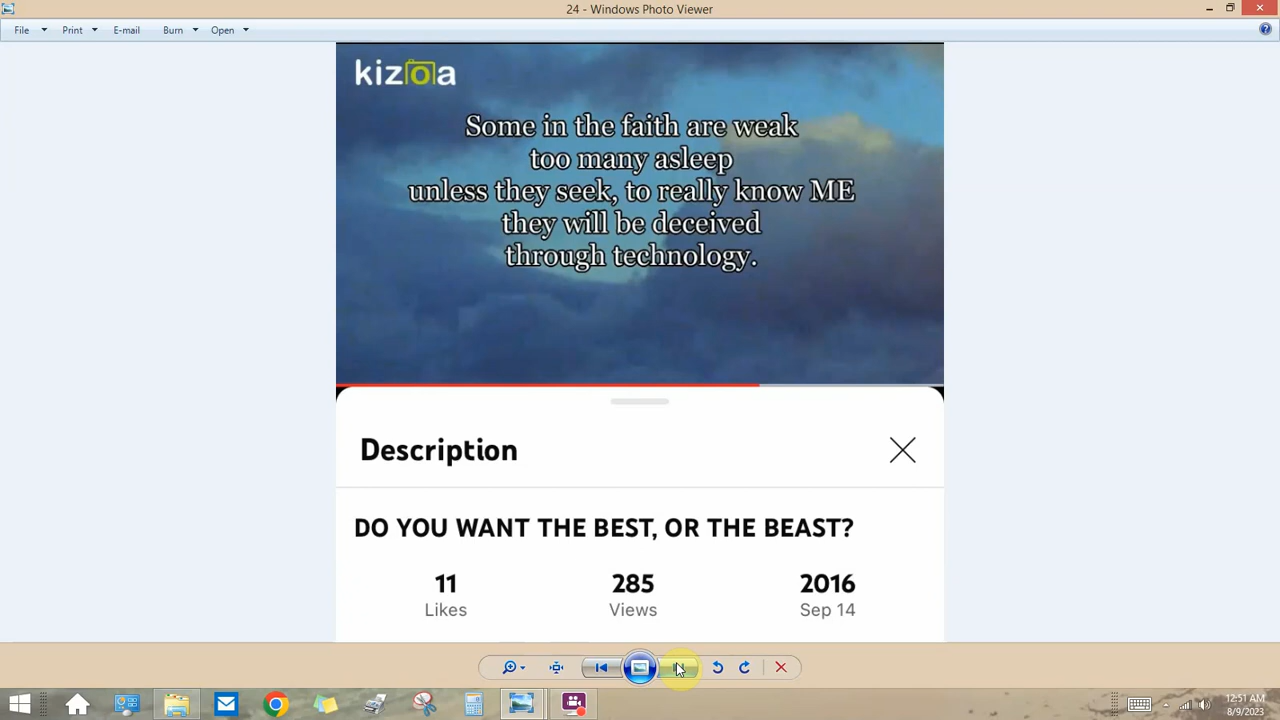 24 - Windows Photo Viewer
File Print E-mail Burn Open
kizoa
Some in the faith are weak
too many asleep
unless they seek, to really know ME
they will be deceived
through technology.
Description
DO YOU WANT THE BEST, OR THE BEAST?
11 285 2016
Likes Views Sep 14
12:51 AM
8/9/2023